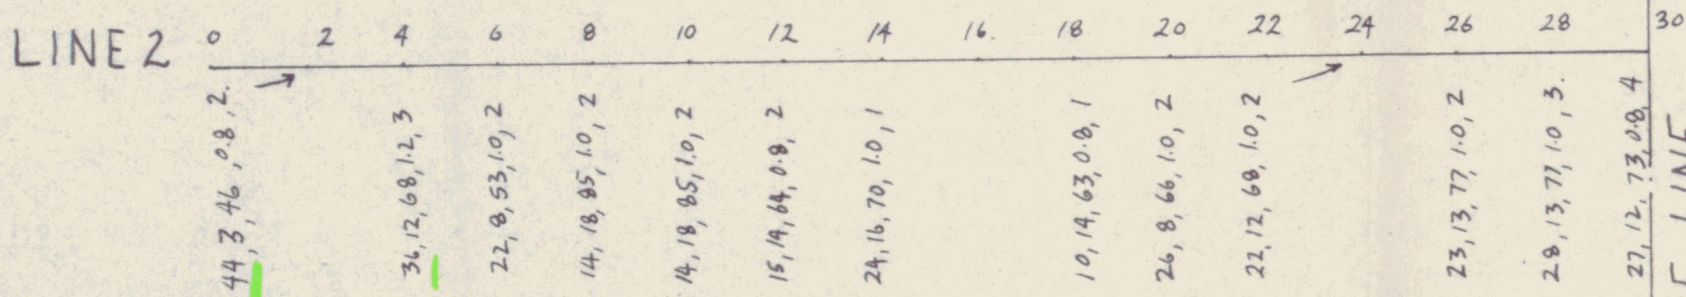 LINE 2 0 2 4 6 8 10 12 14 16. 18 20 22 24 26 28 30
44, 3, 46, 0.8, 2.
36, 12, 68, 1.2, 3
22, 8, 53, 1.0, 2
14, 18, 85, 1.0, 2
14, 18, 85, 1.0, 2
15, 14, 64, 0.8, 2
24, 16, 70, 1.0, 1
10, 14, 63, 0.8, 1
26, 8, 66, 1.0, 2
22, 12, 68, 1.0, 2
23, 13, 77, 1.0, 2
28, 13, 77, 1.0, 3.
27, 12, 73, 0.8, 4
LINE